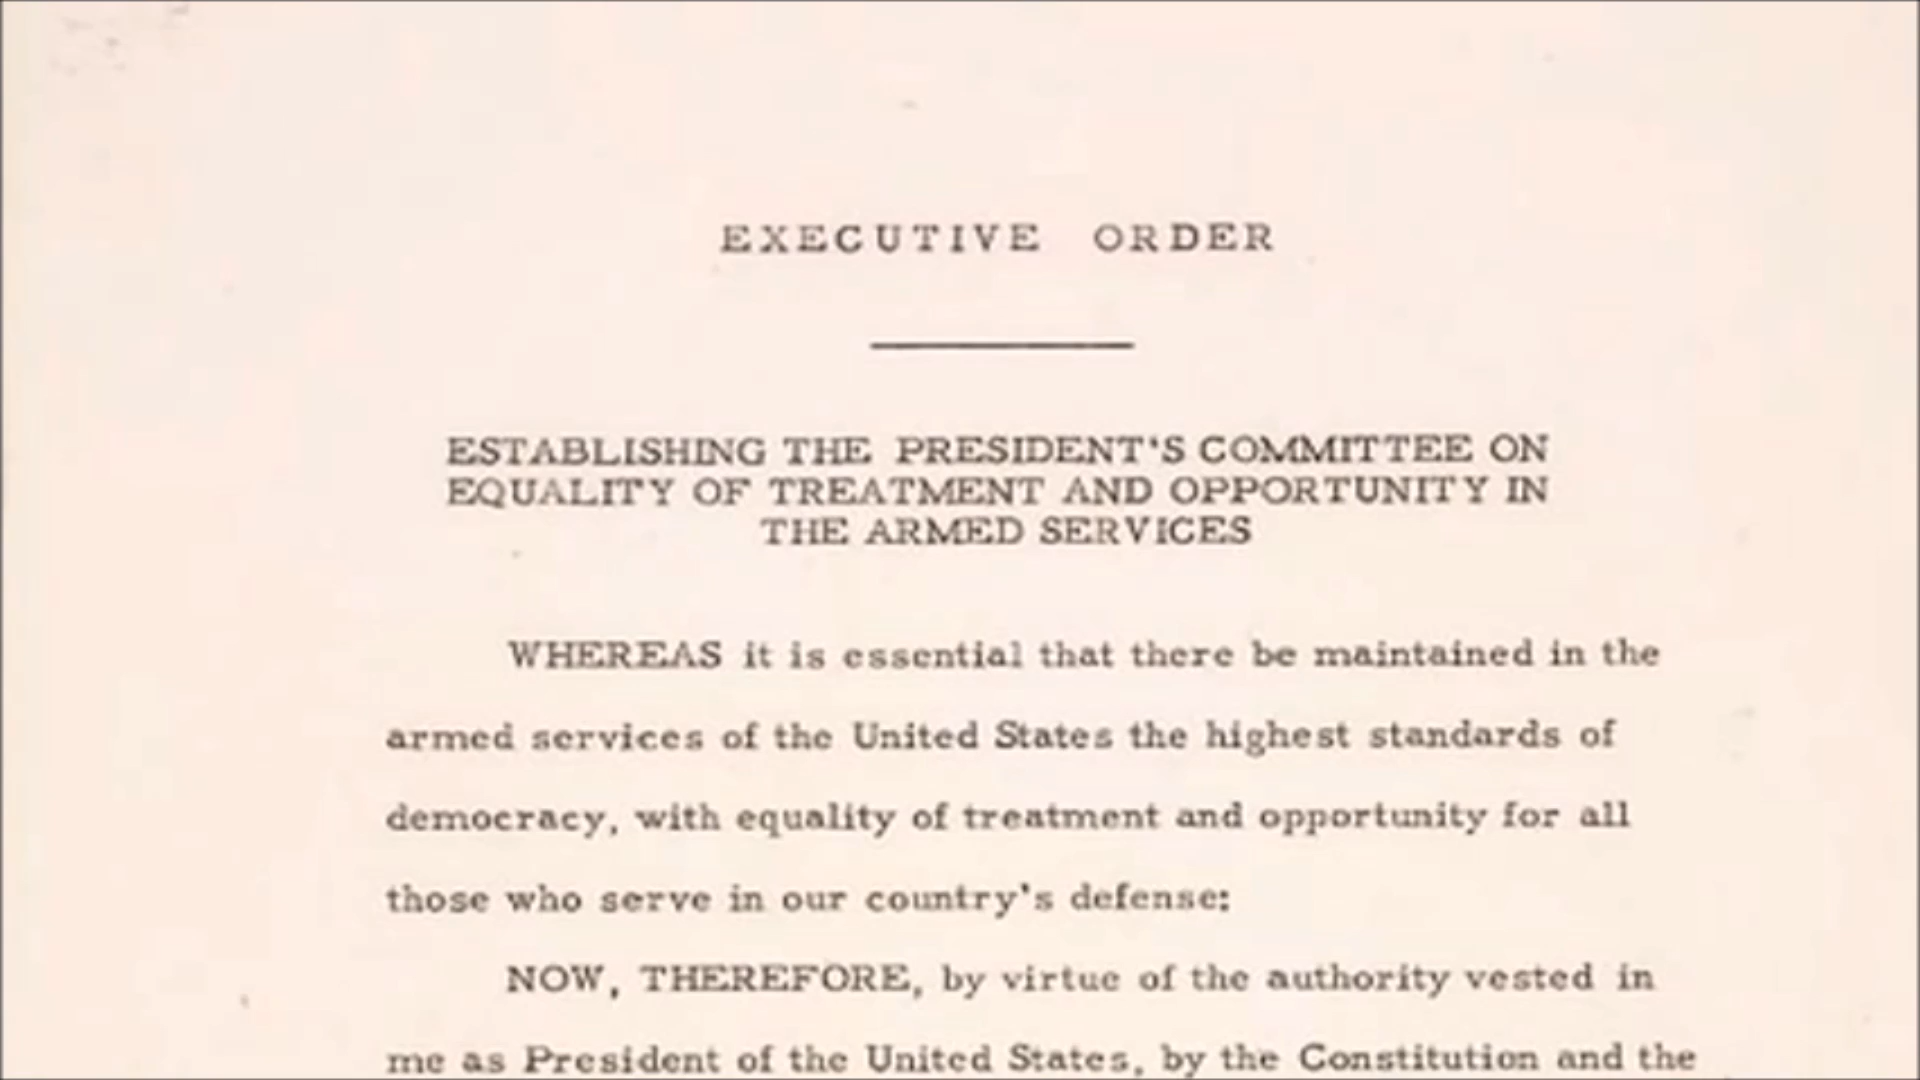 EXECUTIVE ORDER
ESTABLISHING THE PRESIDENT'S COMMITTEE ON
EQUALITY OF TREATMENT AND OPPORTUNITY IN
THE ARMED SERVICES
WHEREAS it is essential that there be maintained in the
armed services of the United States the highest standards of
democracy, with equality of treatment and opportunity for all
those who serve in our country's defense:
NOW, THEREFORE, by virtue of the authority vested in
me as President of the United States, by the Constitution and the